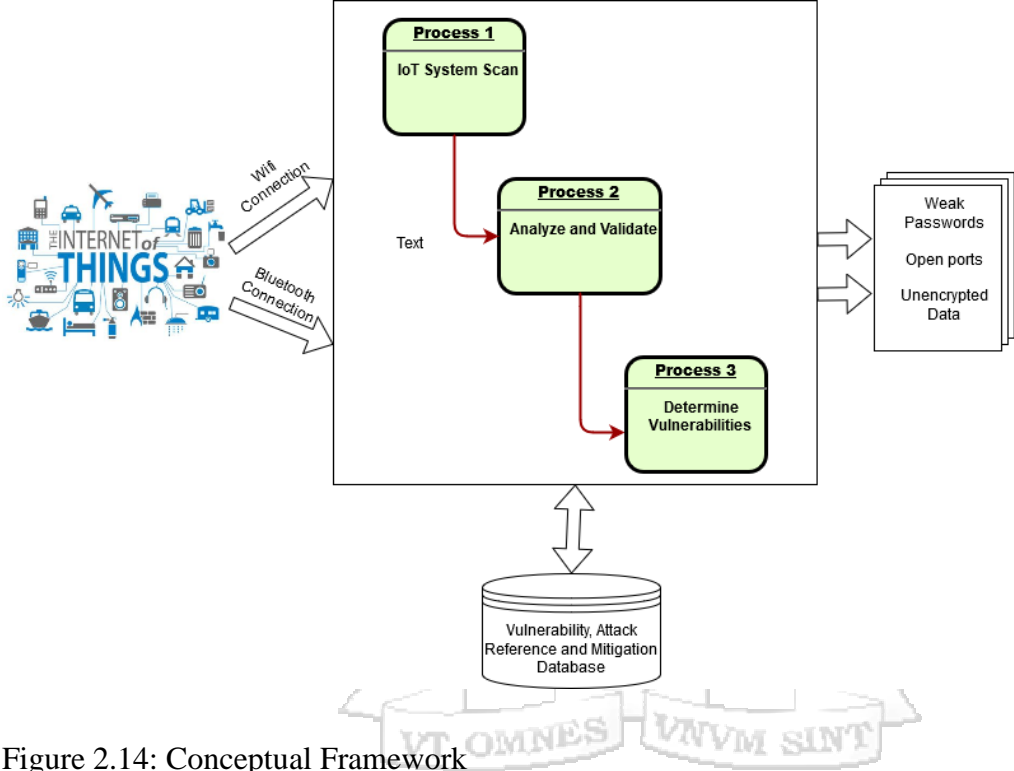 Process 1
IoT System Scan
Wifi
Connection
THE INTERNET of
THINGS
Process 2
Analyze and Validate
Text
Bluetooth
Connection
Weak
Passwords
Open ports
Unencrypted
Data
Process 3
Determine
Vulnerabilities
Vulnerability, Attack
Reference and Mitigation
Database
VT OMNES VNVM SINT
Figure 2.14: Conceptual Framework